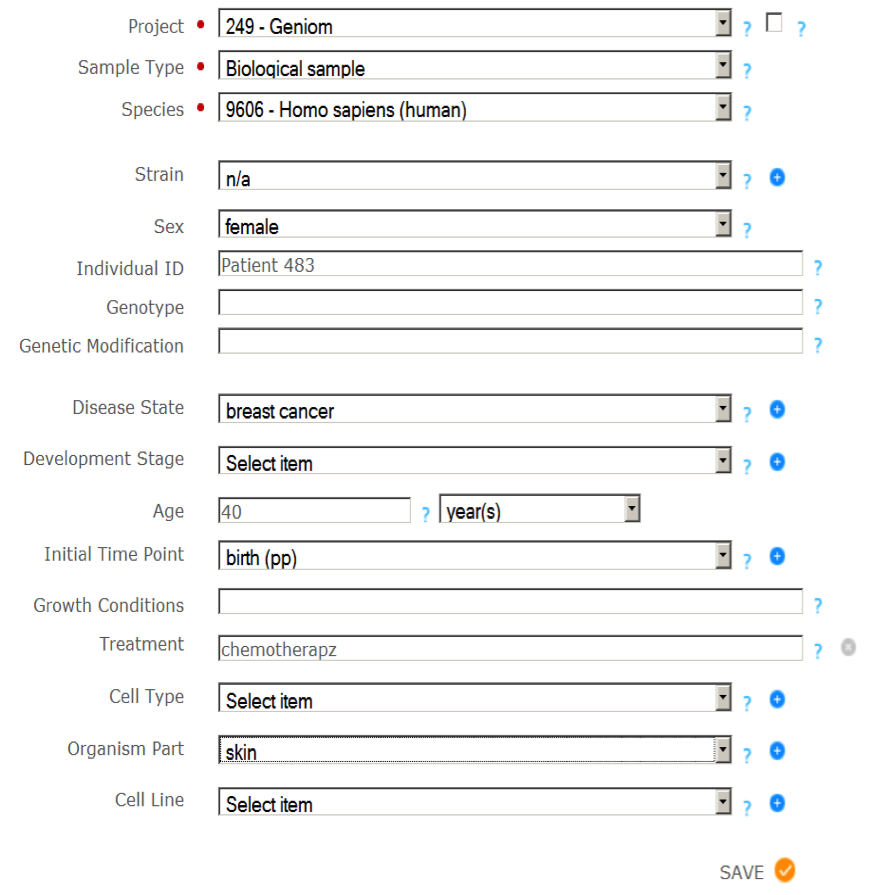 Project • 249 - Geniom ? ?
Sample Type • Biological sample ?
Species • 9606 - Homo sapiens (human) ?
Strain n/a ?
Sex female ?
Individual ID Patient 483 ?
Genotype ?
Genetic Modification ?
Disease State breast cancer ?
Development Stage Select item ?
Age 40 ? year(s)
Initial Time Point birth (pp) ?
Growth Conditions ?
Treatment chemotherapz ?
Cell Type Select item ?
Organism Part skin ?
Cell Line Select item ?
SAVE